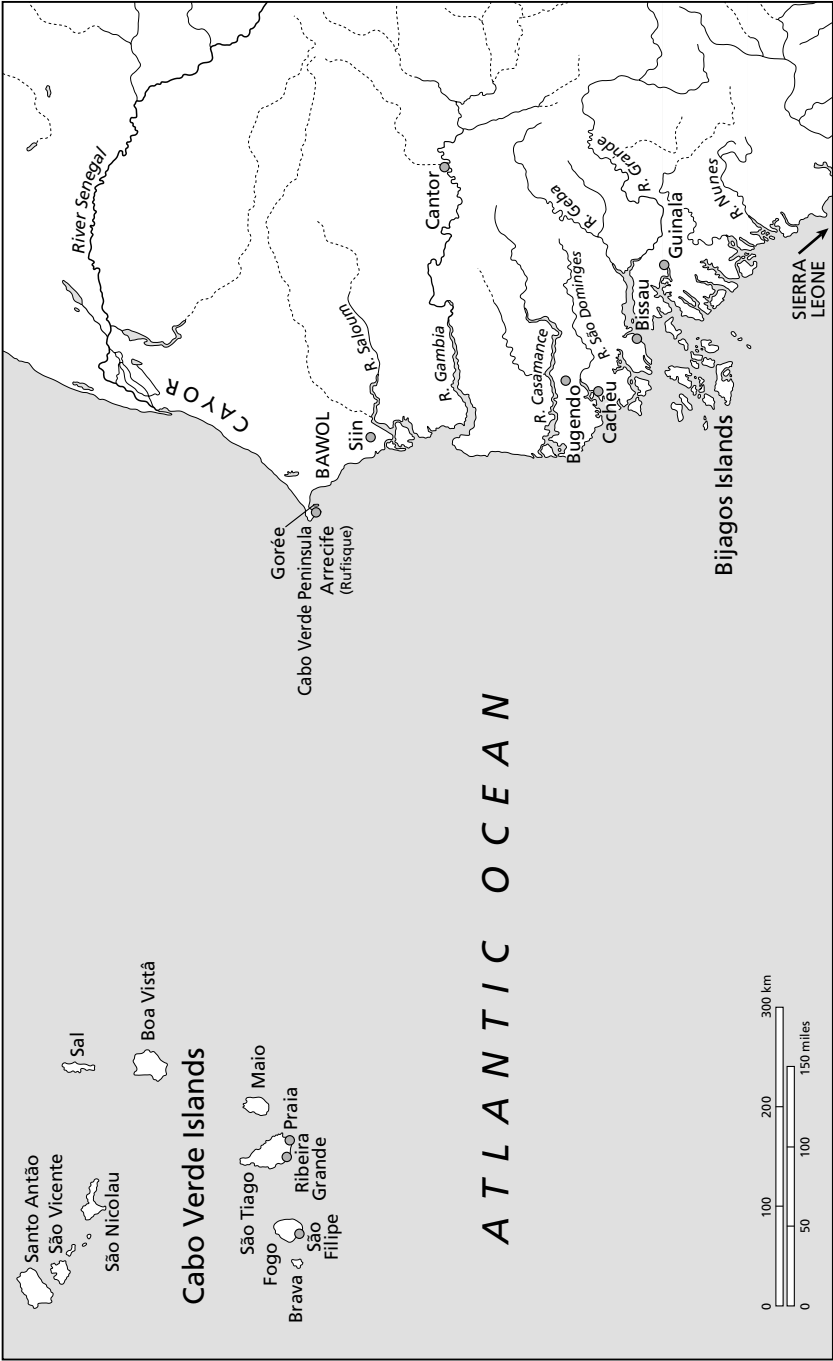 Santo Antão
São Vicente
São Nicolau
Sal
Boa Vistâ
Cabo Verde Islands
São Tiago
Maio
Praia
Ribeira
Grande
Fogo
São
Filipe
Brava
ATLANTIC OCEAN
River Senegal
CAYOR
Gorée
Cabo Verde Peninsula
Arrecife
(Rufisque)
BAWOL
Siin
R. Saloum
R. Gambia
Cantor
R. Casamance
Bugendo
Cacheu
R. São Dominges
R. Geba
R. Grande
Bissau
Guinala
R. Nunes
Bijagos Islands
SIERRA
LEONE
0 100 200 300 km
0 50 100 150 miles